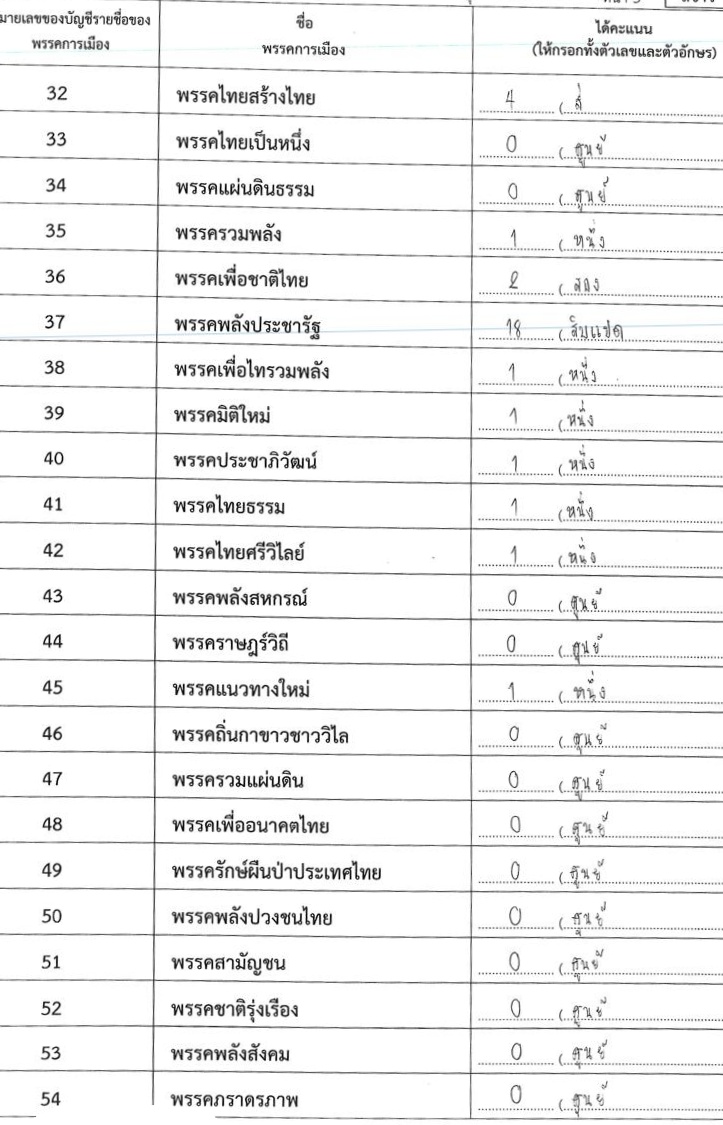 มายเลขของบัญชีรายชื่อของ
พรรคการเมือง
ชื่อ
พรรคการเมือง
ได้คะแนน
(ให้กรอกทั้งตัวเลขและตัวอักษร)
32 พรรคไทยสร้างไทย 4 ( สี่
33 พรรคไทยเป็นหนึ่ง 0 ( ศูนย์
34 พรรคแผ่นดินธรรม 0 ( ศูนย์
35 พรรครวมพลัง 1 ( หนึ่ง
36 พรรคเพื่อชาติไทย 2 ( สอง
37 พรรคพลังประชารัฐ 18 ( สิบแปด
38 พรรคเพื่อไทรวมพลัง 1 ( หนึ่ง
39 พรรคมิติใหม่ 1 ( หนึ่ง
40 พรรคประชาภิวัฒน์ 1 ( หนึ่ง
41 พรรคไทยธรรม 1 ( หนึ่ง
42 พรรคไทยศรีวิไลย์ 1 ( หนึ่ง
43 พรรคพลังสหกรณ์ 0 ( ศูนย์
44 พรรคราษฎร์วิถี 0 ( ศูนย์
45 พรรคแนวทางใหม่ 1 ( หนึ่ง
46 พรรคถิ่นกาขาวชาววิไล 0 ( ศูนย์
47 พรรครวมแผ่นดิน 0 ( ศูนย์
48 พรรคเพื่ออนาคตไทย 0 ( ศูนย์
49 พรรครักษ์ผืนป่าประเทศไทย 0 ( ศูนย์
50 พรรคพลังปวงชนไทย 0 ( ศูนย์
51 พรรคสามัญชน 0 ( ศูนย์
52 พรรคชาติรุ่งเรือง 0 ( ศูนย์
53 พรรคพลังสังคม 0 ( ศูนย์
54 พรรคภราดรภาพ 0 ( ศูนย์